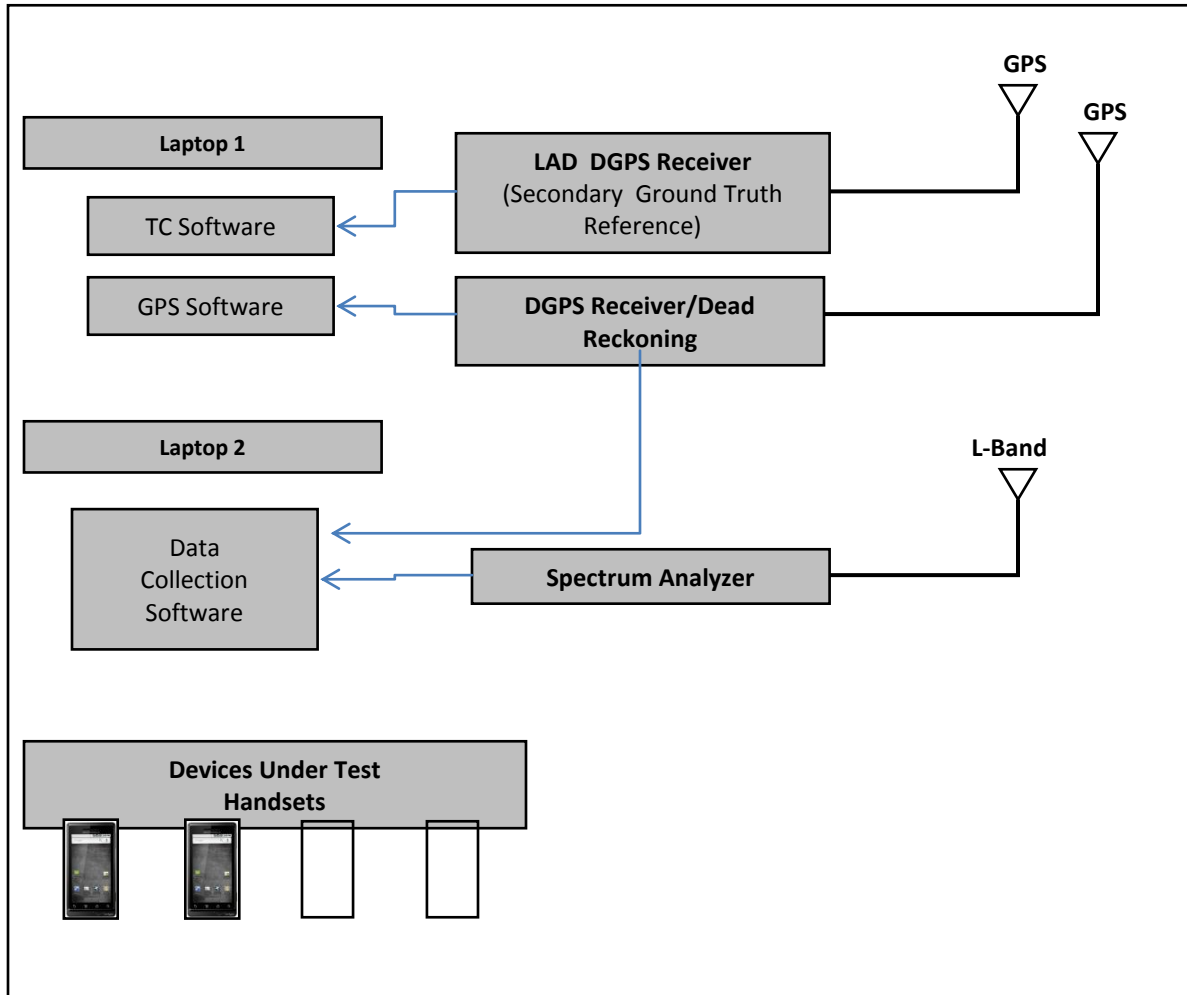 GPS
GPS
Laptop 1
LAD DGPS Receiver
(Secondary Ground Truth
Reference)
TC Software
GPS Software
DGPS Receiver/Dead
Reckoning
Laptop 2
L-Band
Data
Collection
Software
Spectrum Analyzer
Devices Under Test
Handsets